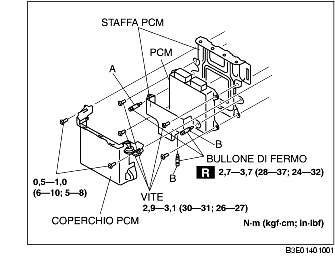 STAFFA PCM
PCM
A
B
BULLONE DI FERMO
R 2,7—3,7 (28—37; 24—32)
B
0,5—1,0
(6—10; 5—8)
VITE
2,9—3,1 (30—31; 26—27)
COPERCHIO PCM
N·m (kgf·cm; in·lbf)
B3E01401001